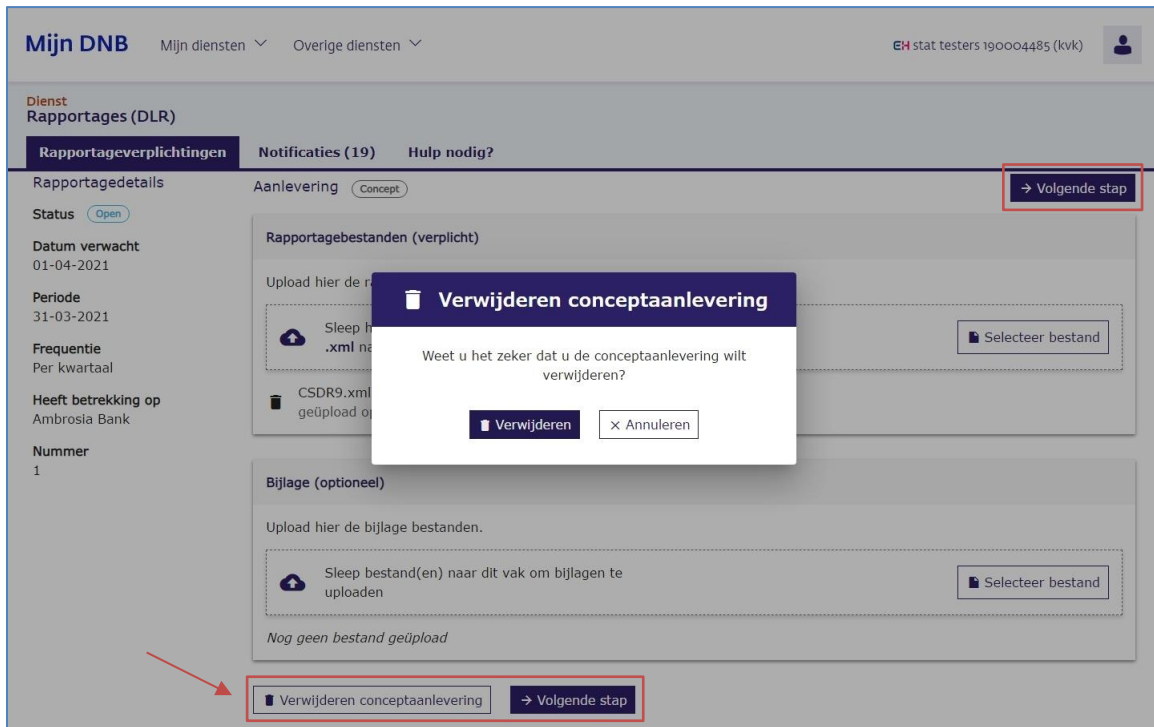 Mijn DNB Mijn diensten Overige diensten EH stat testers 190004485 (kvk)
Dienst
Rapportages (DLR)
Rapportageverplichtingen Notificaties (19) Hulp nodig?
Rapportagedetails
Status Open
Datum verwacht
01-04-2021
Periode
31-03-2021
Frequentie
Per kwartaal
Heeft betrekking op
Ambrosia Bank
Nummer
1
Aanlevering Concept → Volgende stap
Rapportagebestanden (verplicht)
Upload hier de
Sleep
.xml
Selecteer bestand
CSDR9.xml
geüpload
Verwijderen conceptaanlevering
Weet u het zeker dat u de conceptaanlevering wilt
verwijderen?
Verwijderen × Annuleren
Bijlage (optioneel)
Upload hier de bijlage bestanden.
Sleep bestand(en) naar dit vak om bijlagen te
uploaden
Selecteer bestand
Nog geen bestand geüpload
Verwijderen conceptaanlevering → Volgende stap